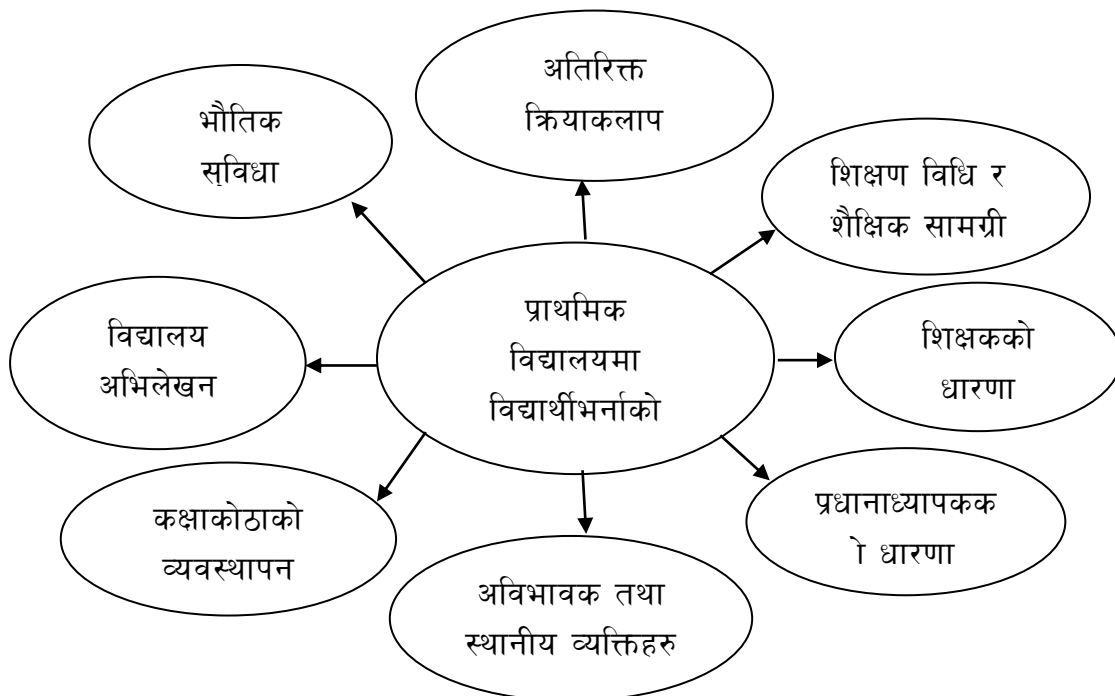 अतिरिक्त
क्रियाकलाप
भौतिक
सुविधा
शिक्षण विधि र
शैक्षिक सामग्री
प्राथमिक
विद्यालयमा
विद्यार्थीभर्नाको
विद्यालय
अभिलेखन
शिक्षकको
धारणा
कक्षाकोठाको
व्यवस्थापन
प्रधानाध्यापकक
ो धारणा
अविभावक तथा
स्थानीय व्यक्तिहरु